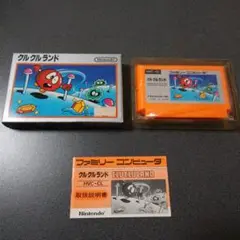 クルクルランド
Nintendo
ファミリー コンピュータ
クルクルランド
CLU CLU LAND
HVC-CL
取扱説明書
Nintendo